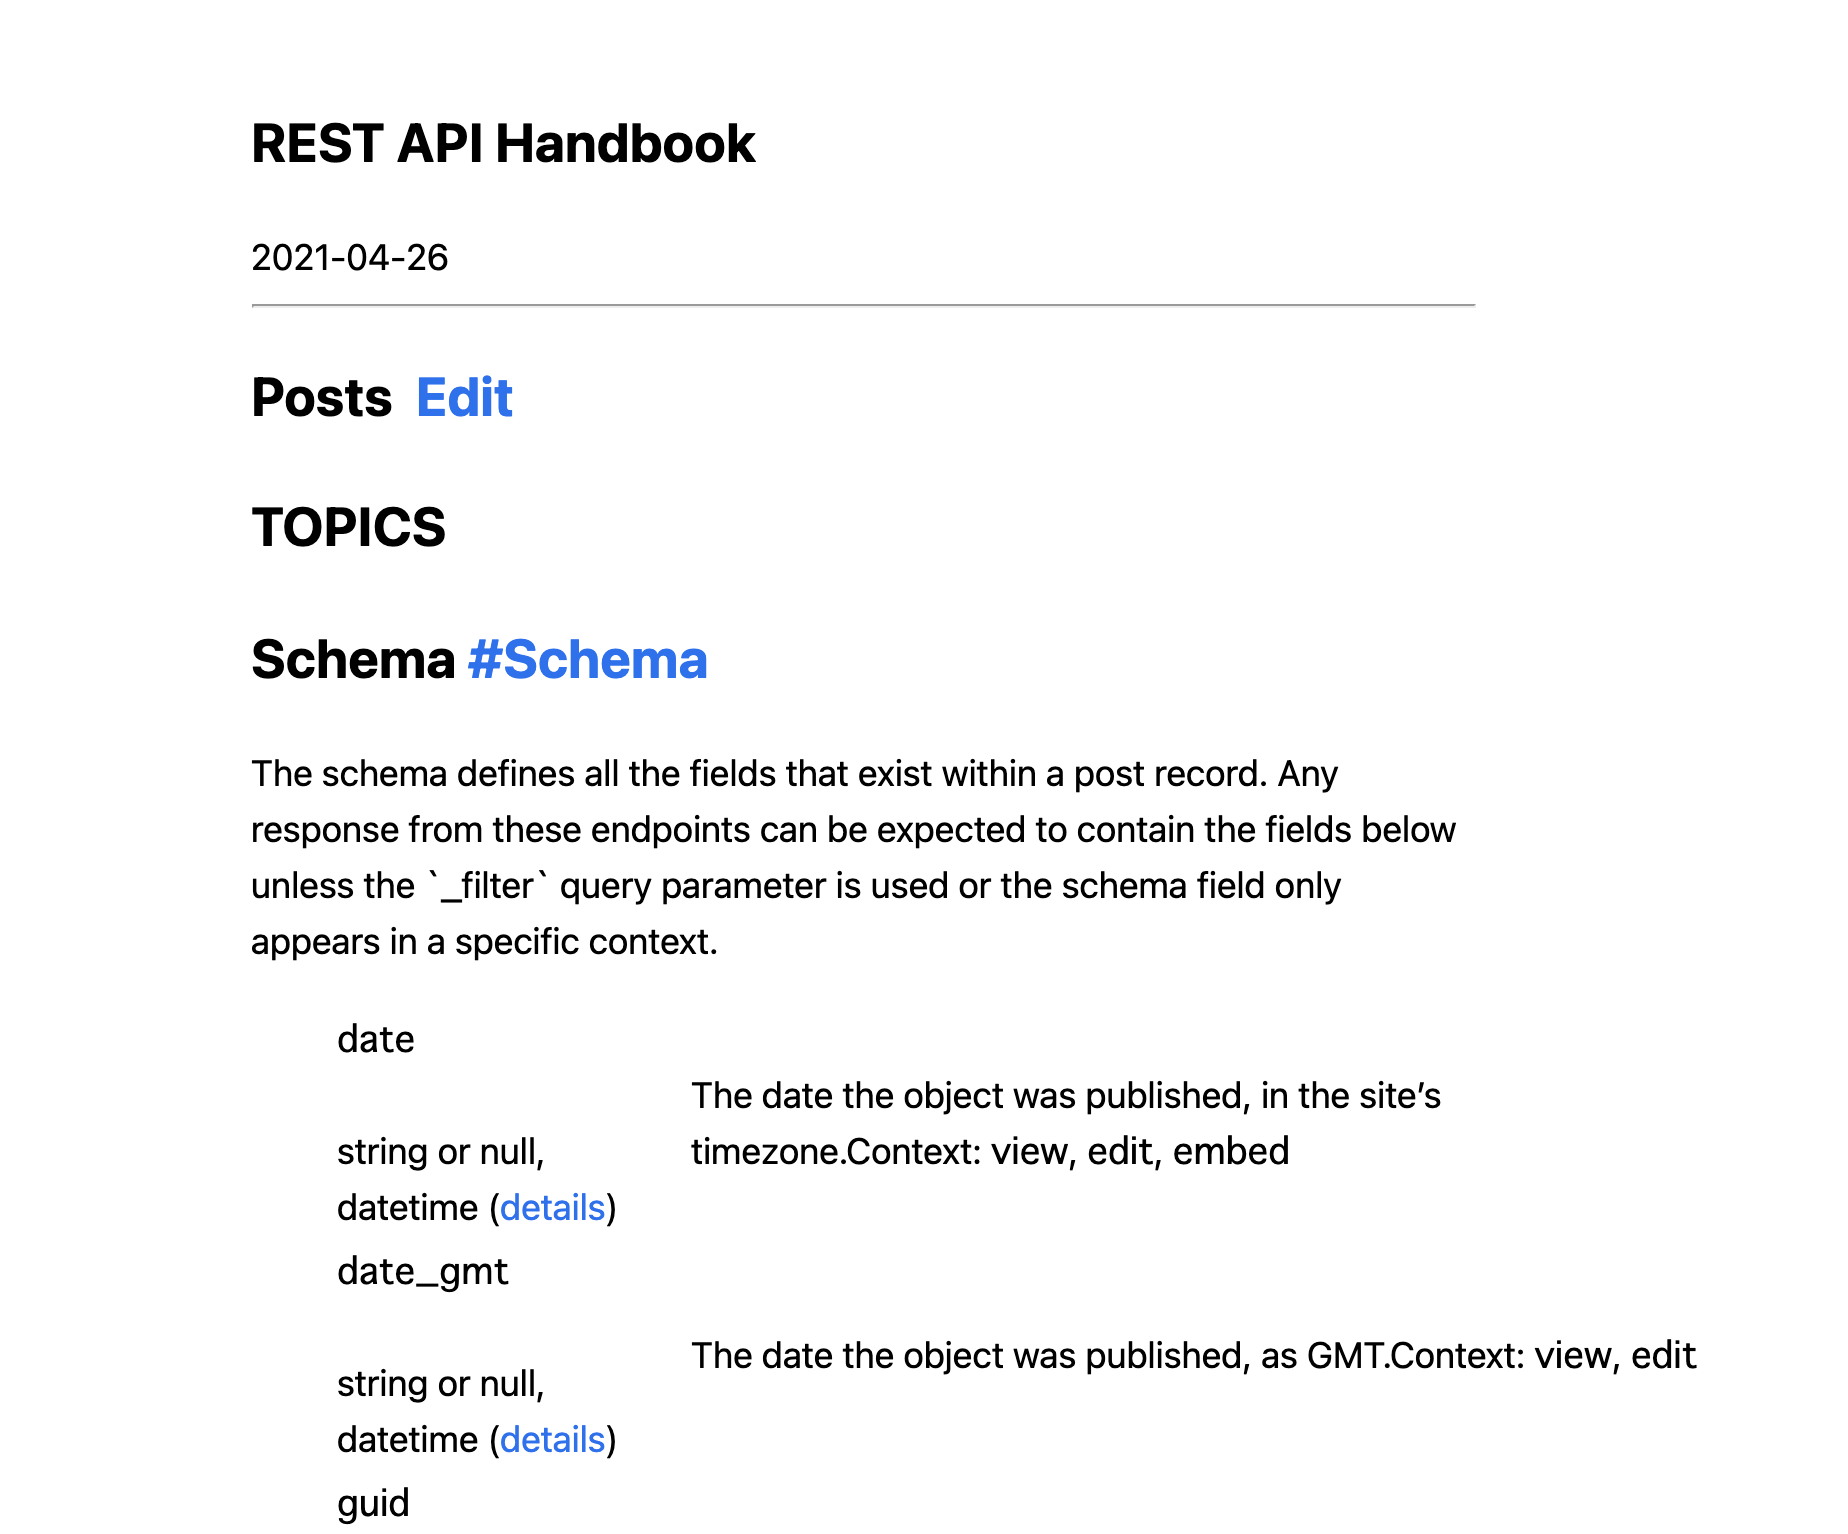 REST API Handbook
2021-04-26
Posts Edit
TOPICS
Schema #Schema
The schema defines all the fields that exist within a post record. Any
response from these endpoints can be expected to contain the fields below
unless the `_filter` query parameter is used or the schema field only
appears in a specific context.
date
The date the object was published, in the site’s
string or null, timezone.Context: view, edit, embed
datetime (details)
date_gmt
The date the object was published, as GMT.Context: view, edit
string or null,
datetime (details)
guid